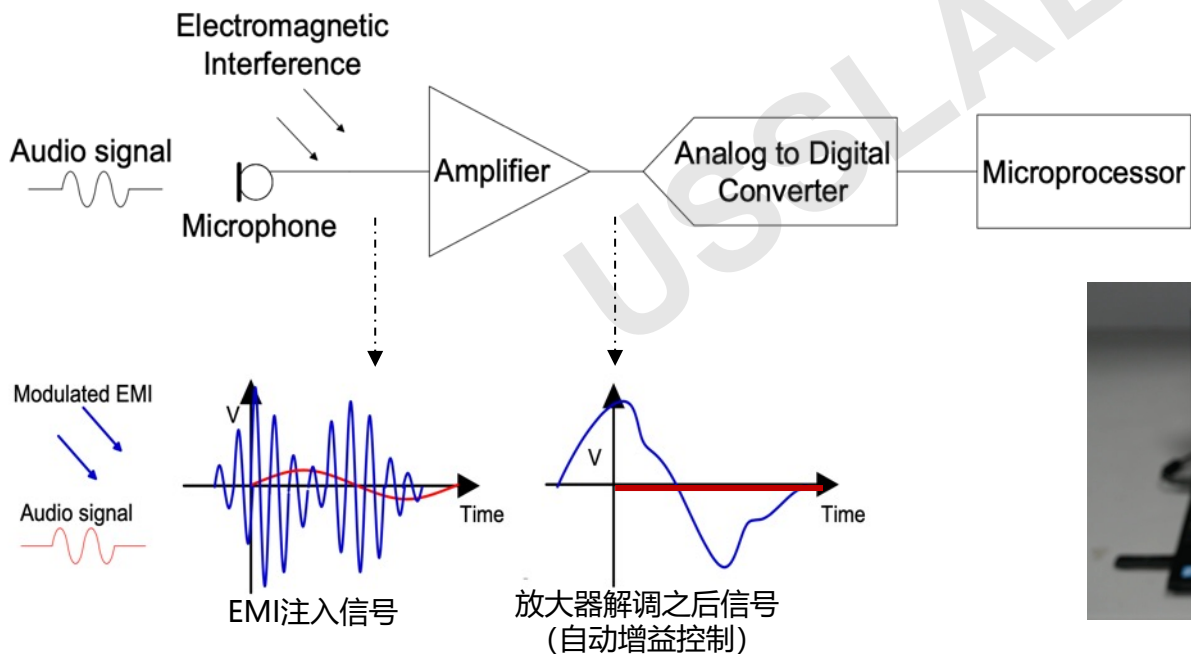 Electromagnetic
Interference
Audio signal
Microphone
Amplifier
Analog to Digital
Converter
Microprocessor
USSLAB
Modulated EMI
Audio signal
V
Time
EMI注入信号
V
Time
放大器解调之后信号
(自动增益控制)